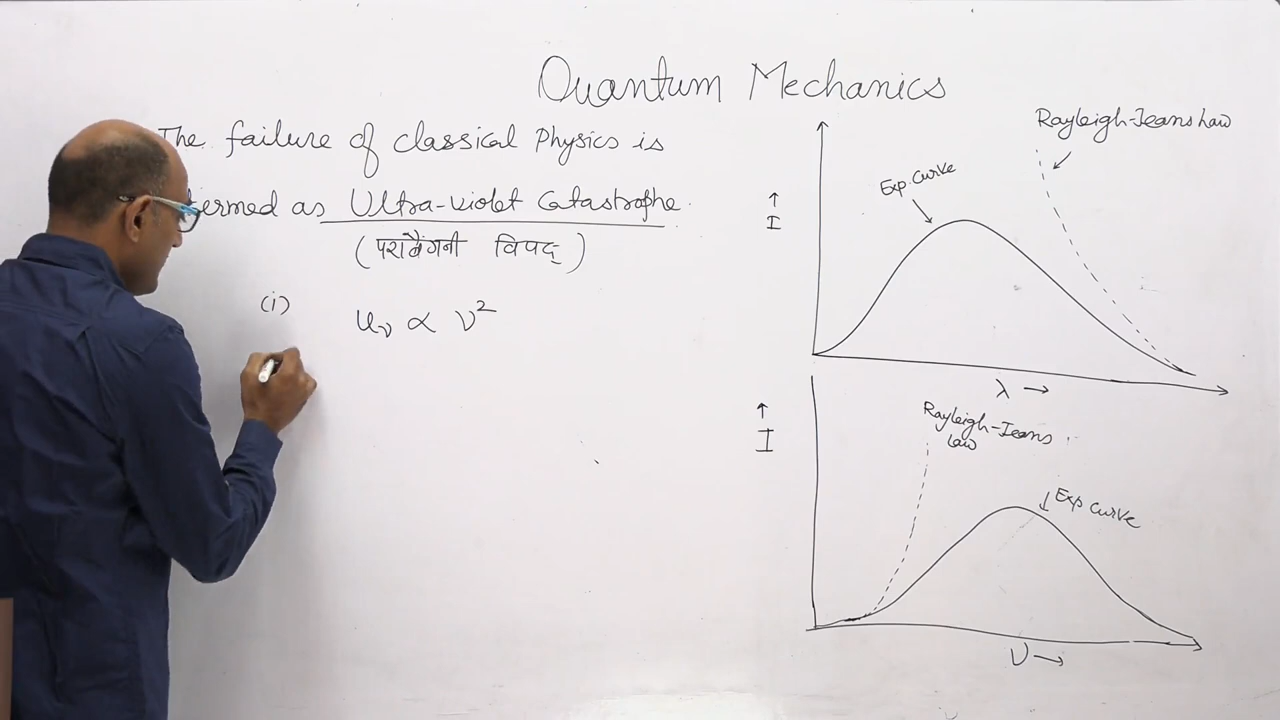 Quantum Mechanics
The failure of classical Physics is
termed as Ultra-violet Catastrophe.
(पराबैंगनी विपद्)
(i) uν ∝ ν²
Rayleigh-Jeans Law
Exp. Curve
↑
I
λ →
Rayleigh-Jeans
Law
↑
I
Exp Curve
ν →